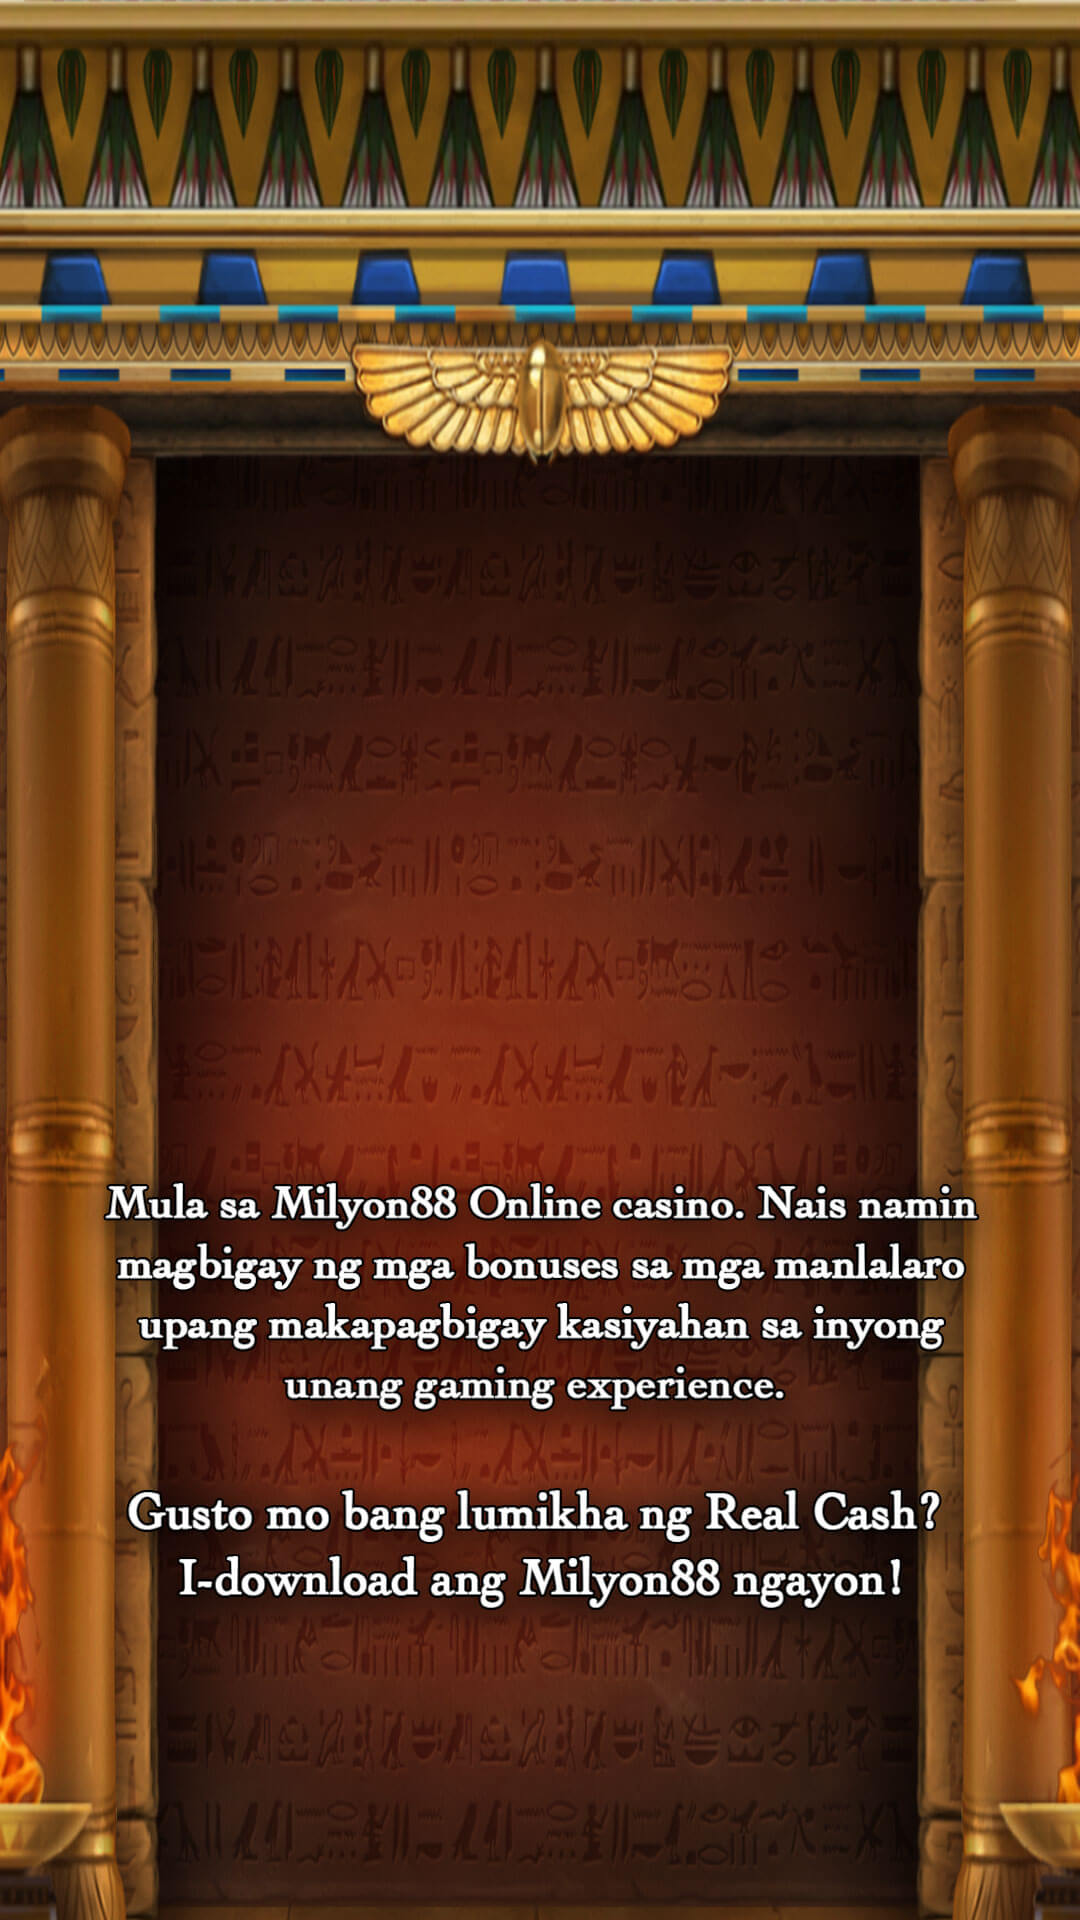 Mula sa Milyon88 Online casino. Nais namin
magbigay ng mga bonuses sa mga manlalaro
upang makapagbigay kasiyahan sa inyong
unang gaming experience.
Gusto mo bang lumikha ng Real Cash?
I-download ang Milyon88 ngayon!